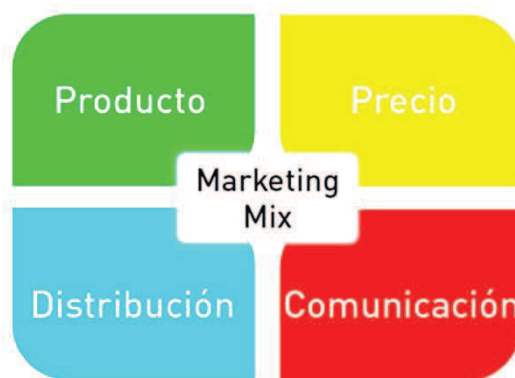 Producto
Precio
Marketing
Mix
Distribución
Comunicación